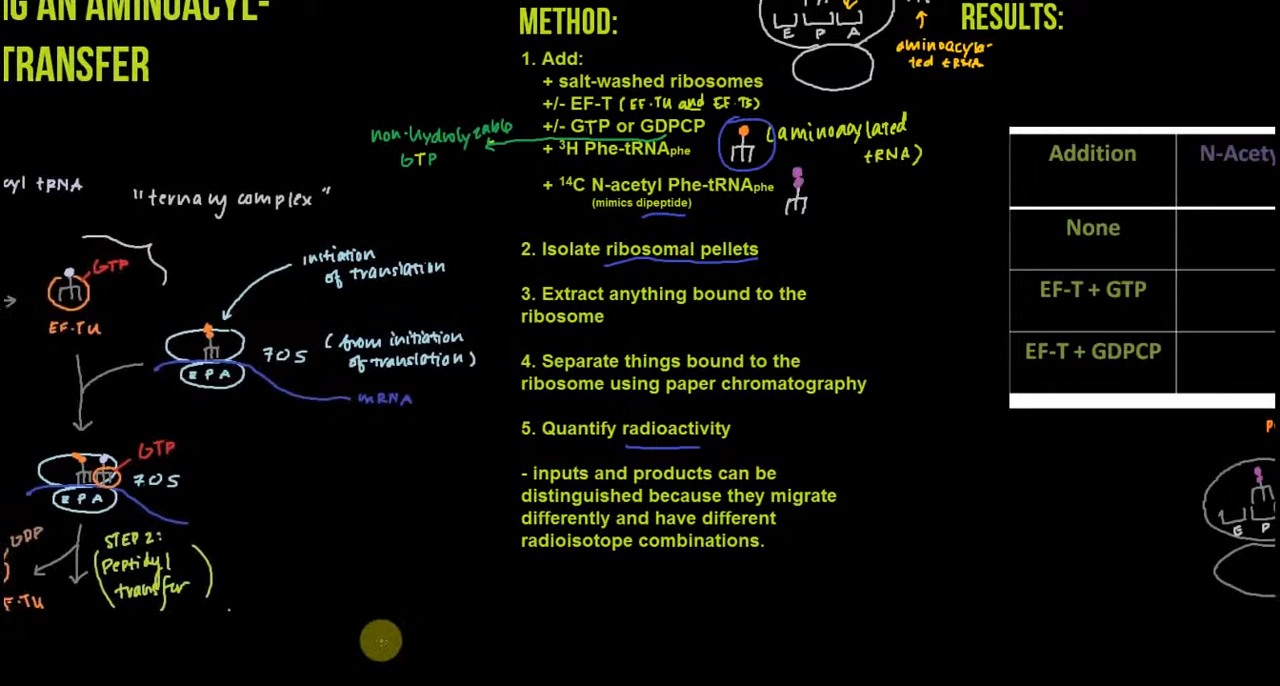 G AN AMINOACYL-
TRANSFER
METHOD:
1. Add:
+ salt-washed ribosomes
+/- EF-T (EF-TU and EF-TS)
+/- GTP or GDPCP
+ ³H Phe-tRNAphe
+ ¹⁴C N-acetyl Phe-tRNAphe
(mimics dipeptide)
2. Isolate ribosomal pellets
3. Extract anything bound to the
ribosome
4. Separate things bound to the
ribosome using paper chromatography
5. Quantify radioactivity
- inputs and products can be
distinguished because they migrate
differently and have different
radioisotope combinations.
non-hydrolyzable
GTP
(aminoacylated
tRNA)
E P A
aminoacyla-
ted tRNA
RESULTS:
Addition N-Acety
None
EF-T + GTP
EF-T + GDPCP
E P
cyl tRNA
"ternary complex"
GTP
EF-TU
initiation
of translation
70S
(from initiation
of translation)
E P A
mRNA
GTP
70S
E P A
GDP
EF-TU
STEP 2:
(Peptidyl
transfer)